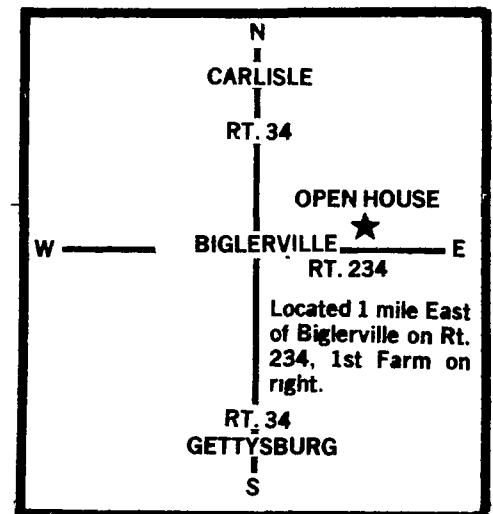 N
CARLISLE
RT. 34
OPEN HOUSE
W BIGLERVILLE E
RT. 234
Located 1 mile East
of Biglerville on Rt.
234, 1st Farm on
right.
RT. 34
GETTYSBURG
S